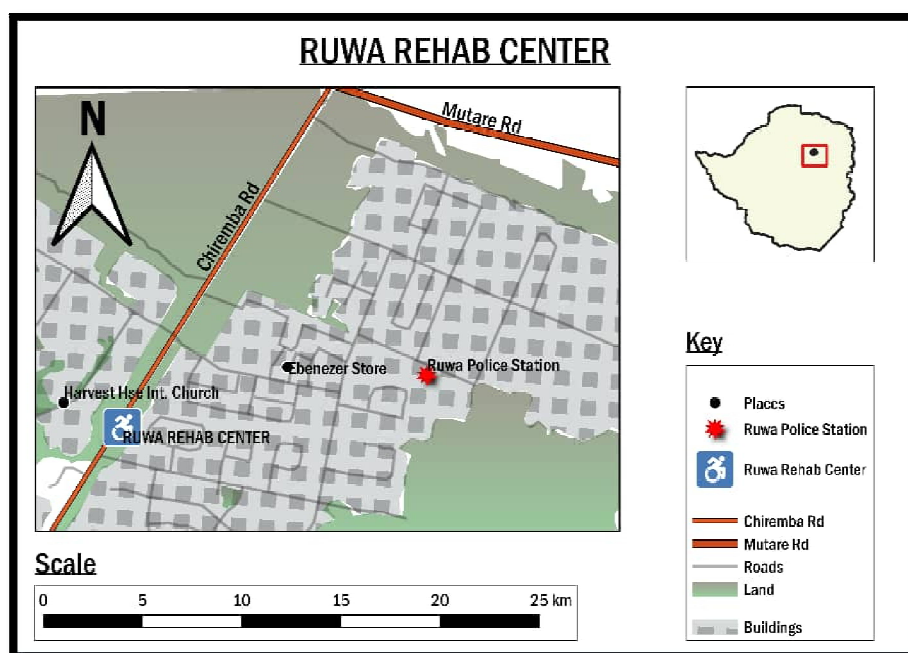 RUWA REHAB CENTER
N
Mutare Rd
Chiremba Rd
Ebenezer Store
Ruwa Police Station
Harvest Hse Int. Church
RUWA REHAB CENTER
Key
Places
Ruwa Police Station
Ruwa Rehab Center
Chiremba Rd
Mutare Rd
Roads
Land
Buildings
Scale
0 5 10 15 20 25 km